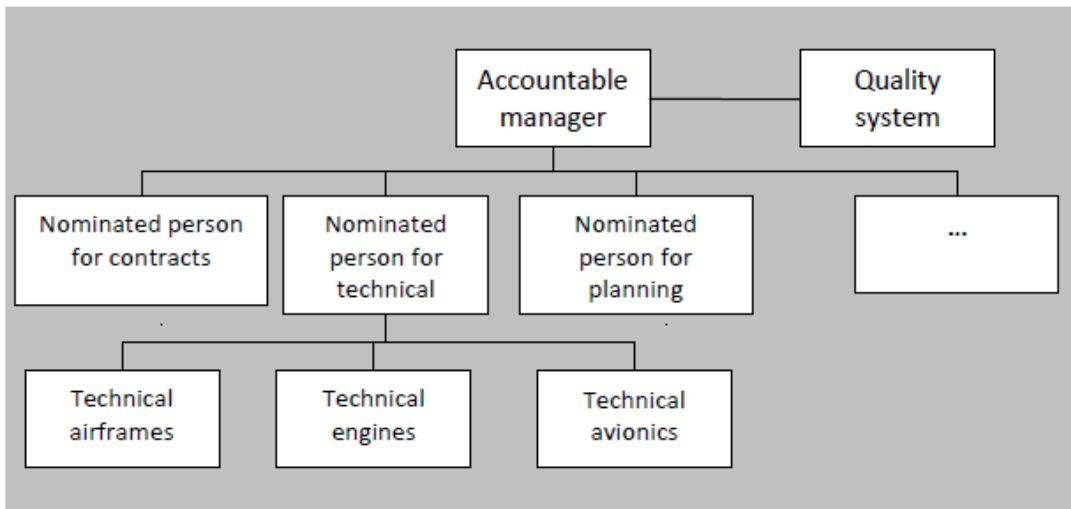 Accountable
manager
Quality
system
Nominated person
for contracts
Nominated
person for
technical
Nominated
person for
planning
...
Technical
airframes
Technical
engines
Technical
avionics